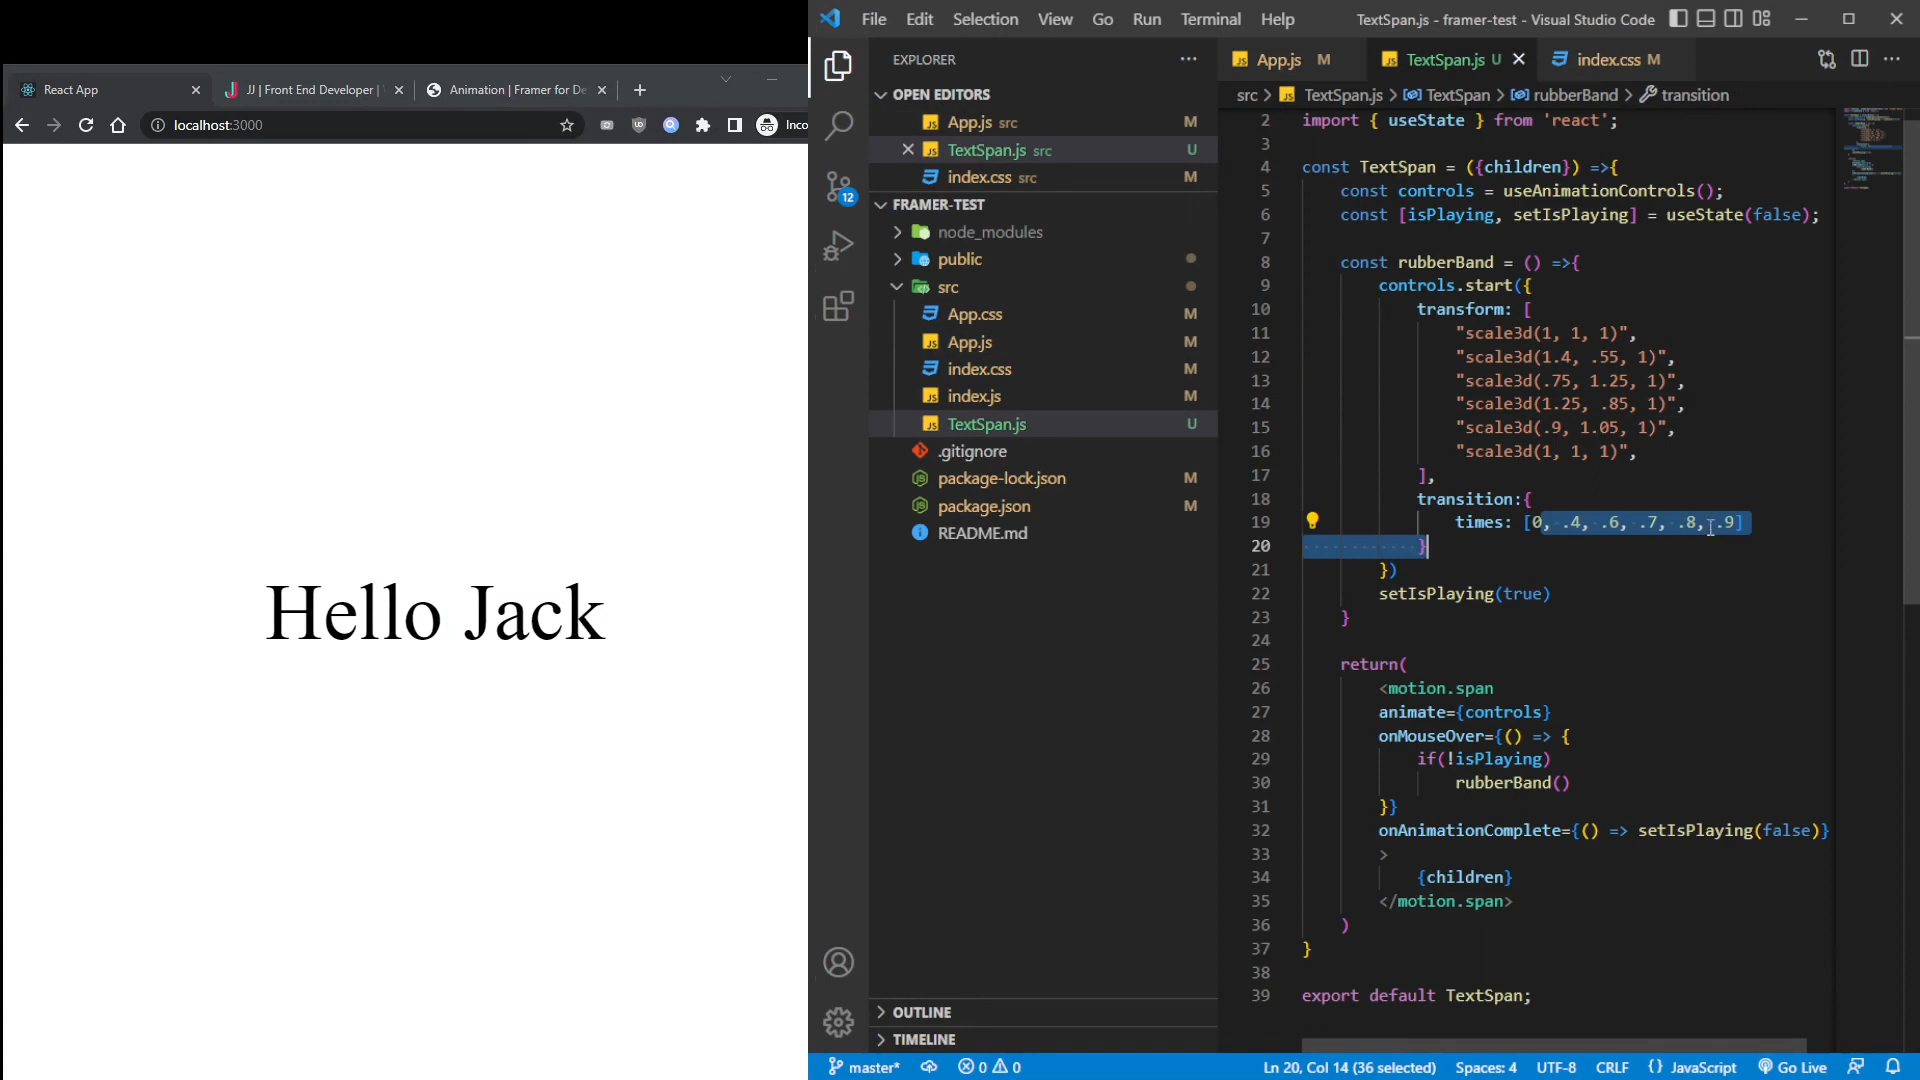 File Edit Selection View Go Run Terminal Help TextSpan.js - framer-test - Visual Studio Code
EXPLORER
App.js M TextSpan.js U index.css M
React App
JJ | Front End Developer |
Animation | Framer for De
localhost:3000
Inco
src > TextSpan.js > TextSpan > rubberBand > transition
OPEN EDITORS
App.js src M
TextSpan.js src U
index.css src M
FRAMER-TEST
node_modules
public
src
App.css M
App.js M
index.css M
index.js M
TextSpan.js U
.gitignore
package-lock.json M
package.json M
README.md
12
OUTLINE
TIMELINE
Hello Jack
2 import { useState } from 'react';
3
4 const TextSpan = ({children}) =>{
5 const controls = useAnimationControls();
6 const [isPlaying, setIsPlaying] = useState(false);
7
8 const rubberBand = () =>{
9 controls.start({
10 transform: [
11 "scale3d(1, 1, 1)",
12 "scale3d(1.4, .55, 1)",
13 "scale3d(.75, 1.25, 1)",
14 "scale3d(1.25, .85, 1)",
15 "scale3d(.9, 1.05, 1)",
16 "scale3d(1, 1, 1)",
17 ],
18 transition:{
19 times: [0, .4, .6, .7, .8, .9]
20 }
21 })
22 setIsPlaying(true)
23 }
24
25 return(
26 <motion.span
27 animate={controls}
28 onMouseOver={() => {
29 if(!isPlaying)
30 rubberBand()
31 }}
32 onAnimationComplete={() => setIsPlaying(false)}
33 >
34 {children}
35 </motion.span>
36 )
37 }
38
39 export default TextSpan;
master* 0 0 Ln 20, Col 14 (36 selected) Spaces: 4 UTF-8 CRLF {} JavaScript Go Live